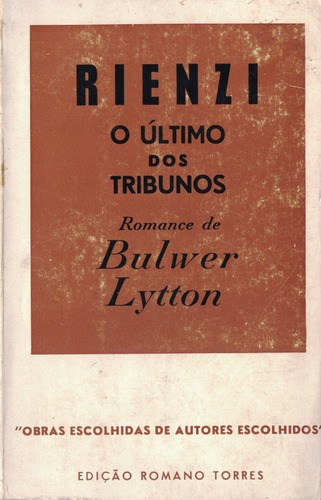 RIENZI
O ÚLTIMO
DOS
TRIBUNOS
Romance de
Bulwer
Lytton
"OBRAS ESCOLHIDAS DE AUTORES ESCOLHIDOS"
EDIÇÃO ROMANO TORRES